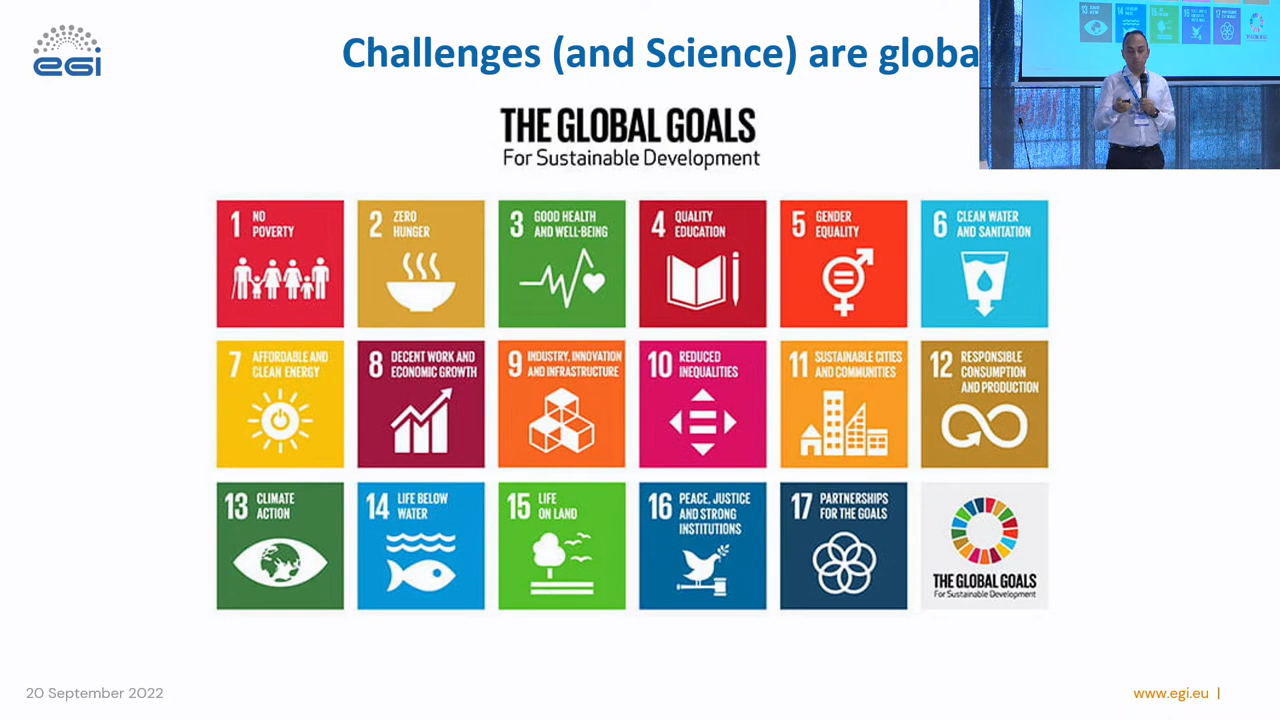 egi
Challenges (and Science) are globa
THE GLOBAL GOALS
For Sustainable Development
1 NO
POVERTY
2 ZERO
HUNGER
3 GOOD HEALTH
AND WELL-BEING
4 QUALITY
EDUCATION
5 GENDER
EQUALITY
6 CLEAN WATER
AND SANITATION
7 AFFORDABLE AND
CLEAN ENERGY
8 DECENT WORK AND
ECONOMIC GROWTH
9 INDUSTRY, INNOVATION
AND INFRASTRUCTURE
10 REDUCED
INEQUALITIES
11 SUSTAINABLE CITIES
AND COMMUNITIES
12 RESPONSIBLE
CONSUMPTION
AND PRODUCTION
13 CLIMATE
ACTION
14 LIFE BELOW
WATER
15 LIFE
ON LAND
16 PEACE, JUSTICE
AND STRONG
INSTITUTIONS
17 PARTNERSHIPS
FOR THE GOALS
THE GLOBAL GOALS
For Sustainable Development
20 September 2022
www.egi.eu |